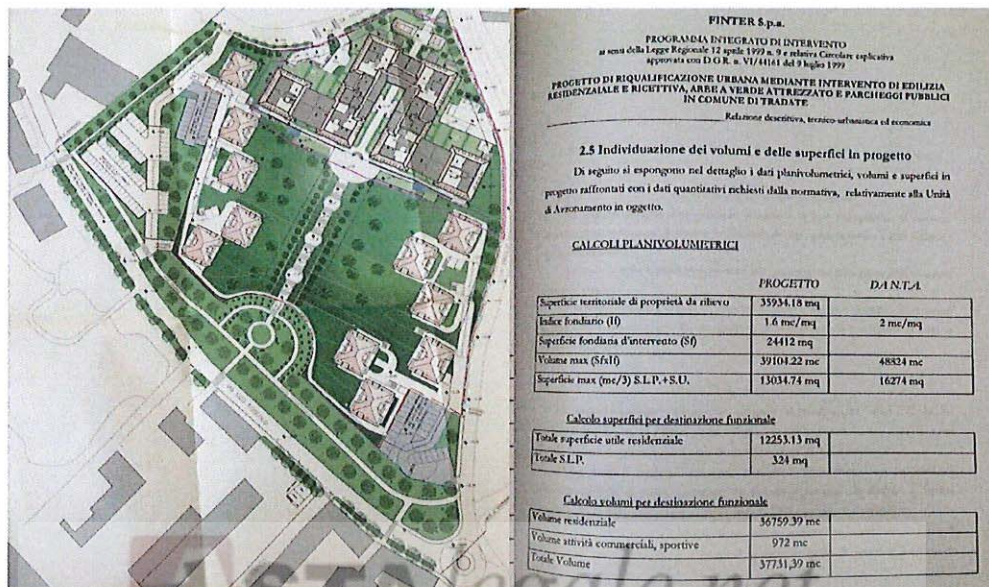 FINTER S.p.a.
PROGRAMMA INTEGRATO DI INTERVENTO
ai sensi della Legge Regionale 12 aprile 1999 n. 9 e relativa Circolare esplicativa
approvata con D.G.R. n. VI/44161 del 9 luglio 1999
PROGETTO DI RIQUALIFICAZIONE URBANA MEDIANTE INTERVENTO DI EDILIZIA
RESIDENZIALE E RICETTIVA, AREE A VERDE ATTREZZATO E PARCHEGGI PUBBLICI
IN COMUNE DI TRADATE
Relazione descrittiva, tecnico-urbanistica ed economica
2.5 Individuazione dei volumi e delle superfici in progetto
Di seguito si espongono nel dettaglio i dati planivolumetrici, volumi e superfici in
progetto raffrontati con i dati quantitativi richiesti dalla normativa, relativamente alla Unità
di Azzonamento in oggetto.
CALCOLI PLANIVOLUMETRICI
PROGETTO DA N.T.A.
Superficie territoriale di proprietà da rilievo 35934.18 mq
Indice fondiario (If) 1.6 mc/mq 2 mc/mq
Superficie fondiaria d'intervento (Sf) 24412 mq
Volume max (SfxIf) 39104.22 mc 48824 mc
Superficie max (mc/3) S.L.P.+S.U. 13034.74 mq 16274 mq
Calcolo superfici per destinazione funzionale
Totale superficie utile residenziale 12253.13 mq
Totale S.L.P. 324 mq
Calcolo volumi per destinazione funzionale
Volume residenziale 36759.39 mc
Volume attività commerciali, sportive 972 mc
Totale Volume 37731,39 mc
ASTAlegale.net